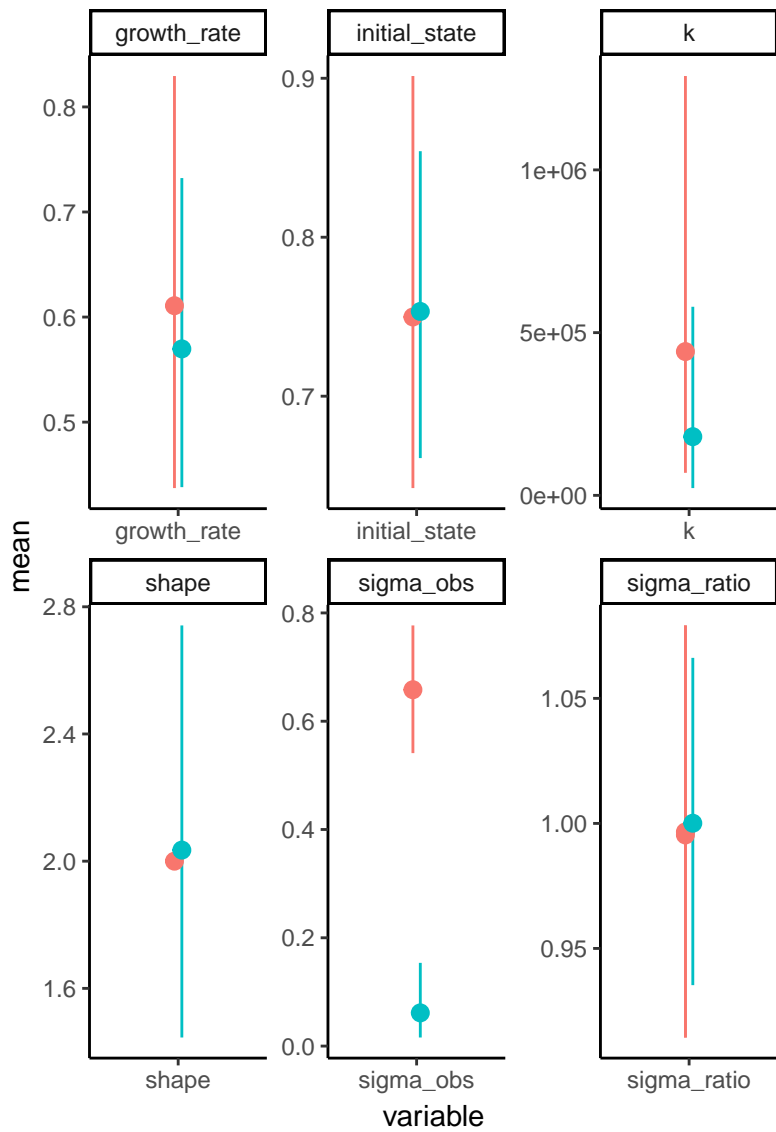 growth_rate
initial_state
k
0.8
0.7
0.6
0.5
0.9
0.8
0.7
1e+06
5e+05
0e+00
growth_rate
initial_state
k
mean
shape
sigma_obs
sigma_ratio
2.8
2.4
2.0
1.6
0.8
0.6
0.4
0.2
0.0
1.05
1.00
0.95
shape
sigma_obs
sigma_ratio
variable